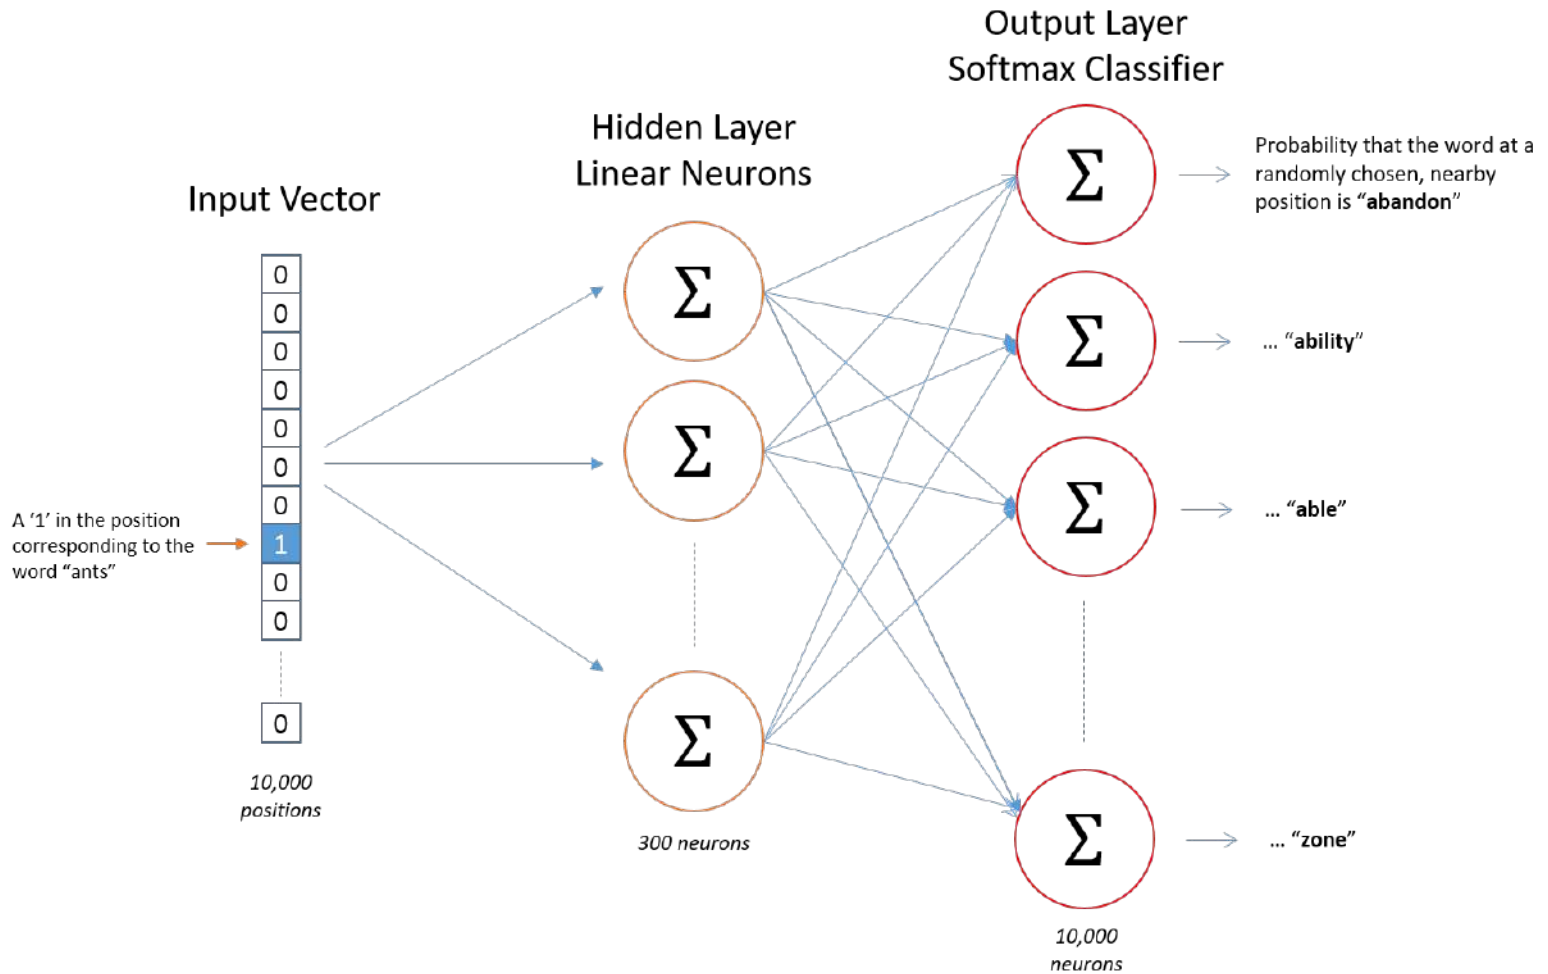 Output Layer
Softmax Classifier
Hidden Layer
Linear Neurons
Input Vector
0
0
0
0
0
0
0
1
0
0
0
A ‘1’ in the position
corresponding to the
word “ants”
10,000
positions
Σ
Σ
Σ
300 neurons
Σ
Σ
Σ
Σ
10,000
neurons
Probability that the word at a
randomly chosen, nearby
position is “abandon”
... “ability”
... “able”
... “zone”